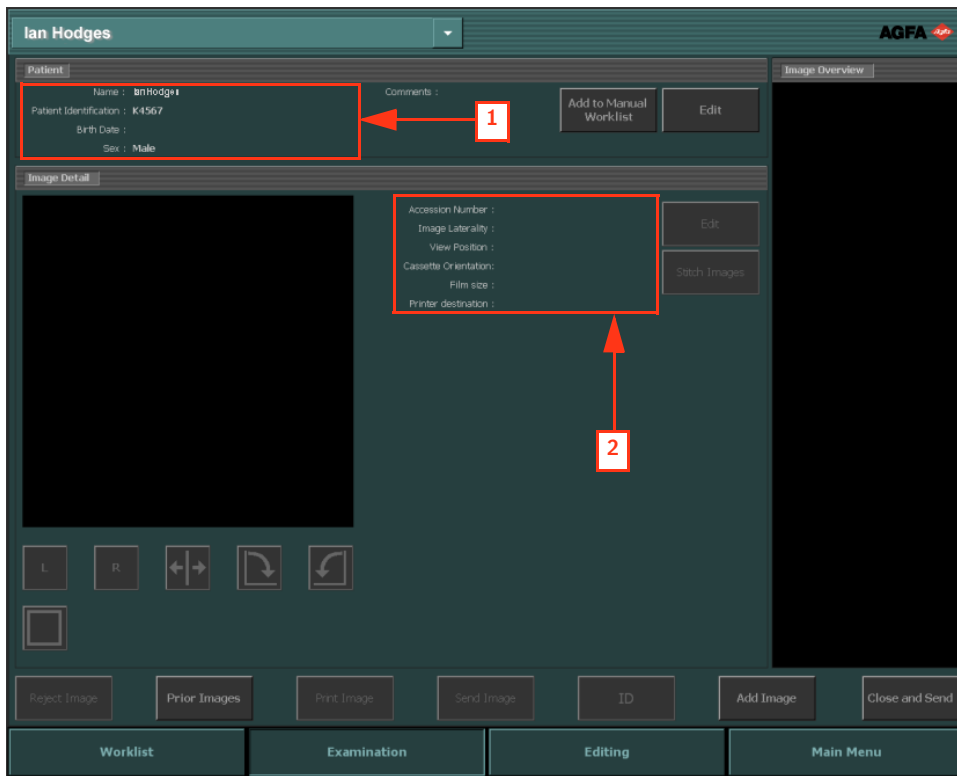 Ian Hodges
AGFA
Patient
Image Overview
Name : Ian Hodges
Comments :
Patient Identification : K4567
Birth Date :
Sex : Male
Add to Manual
Worklist
Edit
1
Image Detail
Accession Number :
Image Laterality :
View Position :
Cassette Orientation:
Film size :
Printer destination :
Edit
Stitch Images
2
L
R
Reject Image
Prior Images
Print Image
Send Image
ID
Add Image
Close and Send
Worklist
Examination
Editing
Main Menu